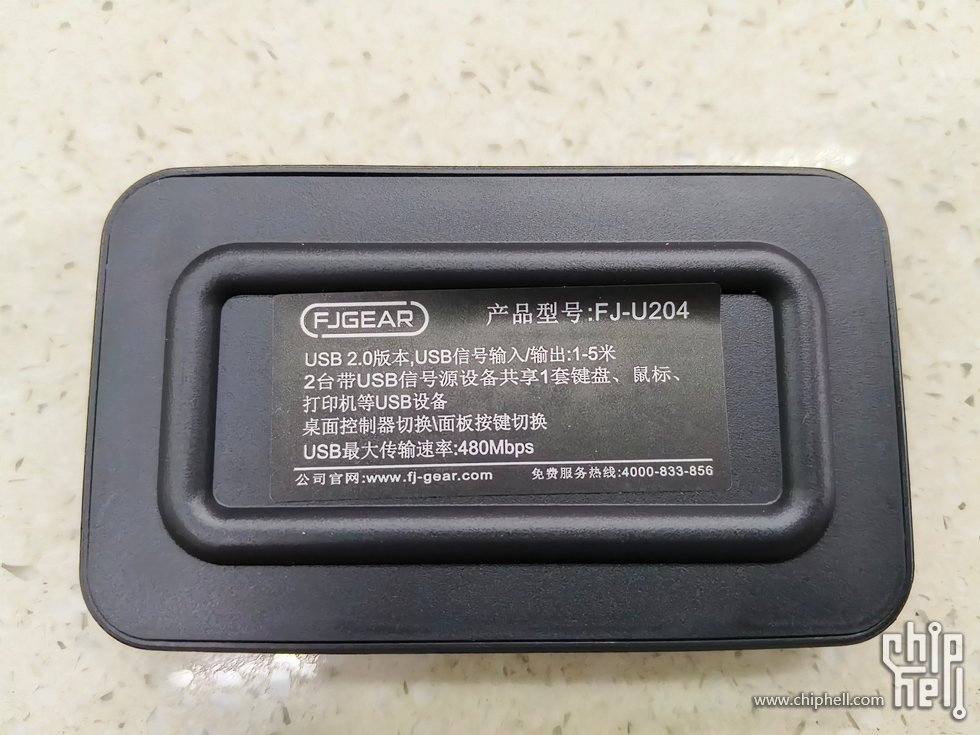 FJGEAR
产品型号:FJ-U204
USB 2.0版本,USB信号输入/输出:1-5米
2台带USB信号源设备共享1套键盘、鼠标、
打印机等USB设备
桌面控制器切换\面板按键切换
USB最大传输速率:480Mbps
公司官网:www.fj-gear.com
免费服务热线:4000-833-856
www.chiphell.com
chip
hell